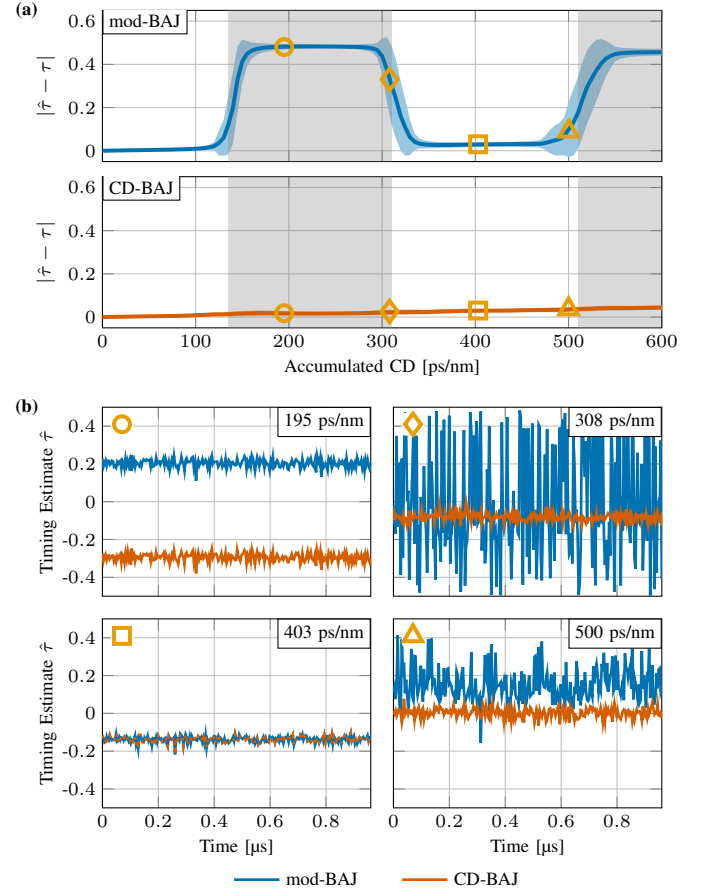 (a)
mod-BAJ
0.6
0.4
0.2
0
|τ̂ − τ|
CD-BAJ
0.6
0.4
0.2
0
|τ̂ − τ|
0 100 200 300 400 500 600
Accumulated CD [ps/nm]
(b)
195 ps/nm
308 ps/nm
0.4
0.2
0
-0.2
-0.4
Timing Estimate τ̂
403 ps/nm
500 ps/nm
0.4
0.2
0
-0.2
-0.4
Timing Estimate τ̂
0 0.2 0.4 0.6 0.8
0 0.2 0.4 0.6 0.8
Time [µs]
Time [µs]
mod-BAJ CD-BAJ